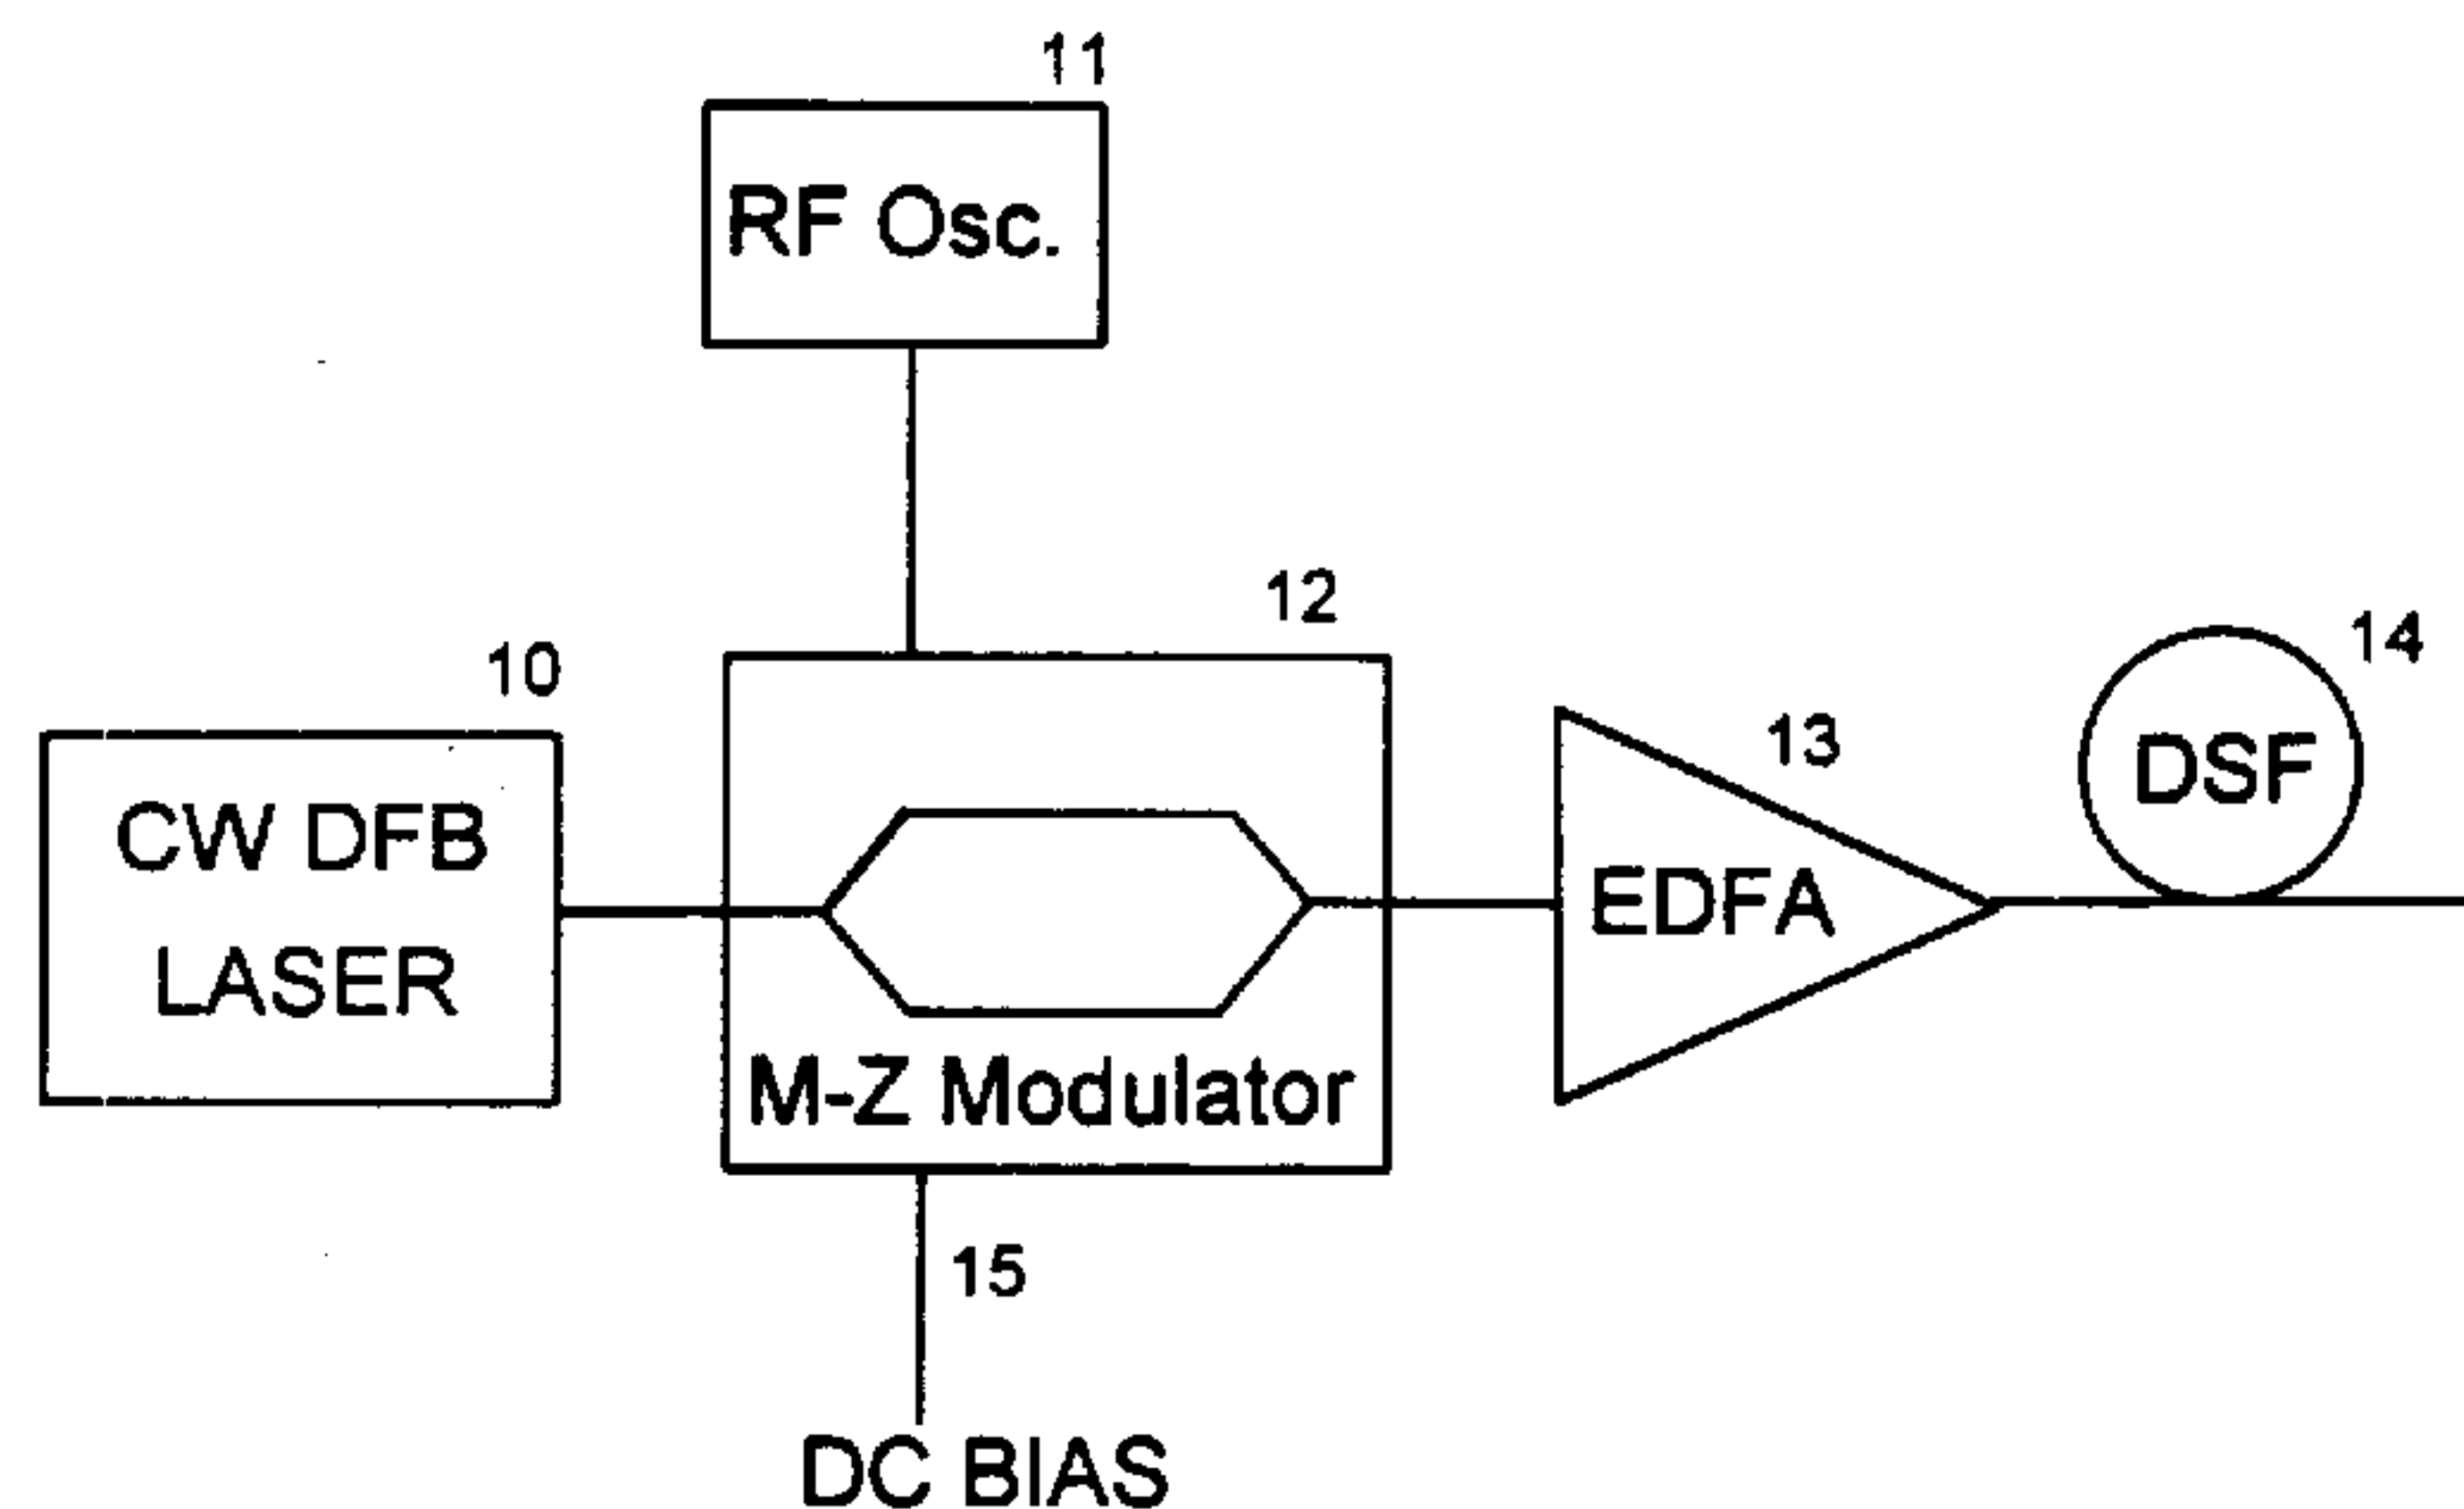 11
RF Osc.
12
10
14
13
DSF
CW DFB
LASER
EDFA
M-Z Modulator
15
DC BIAS